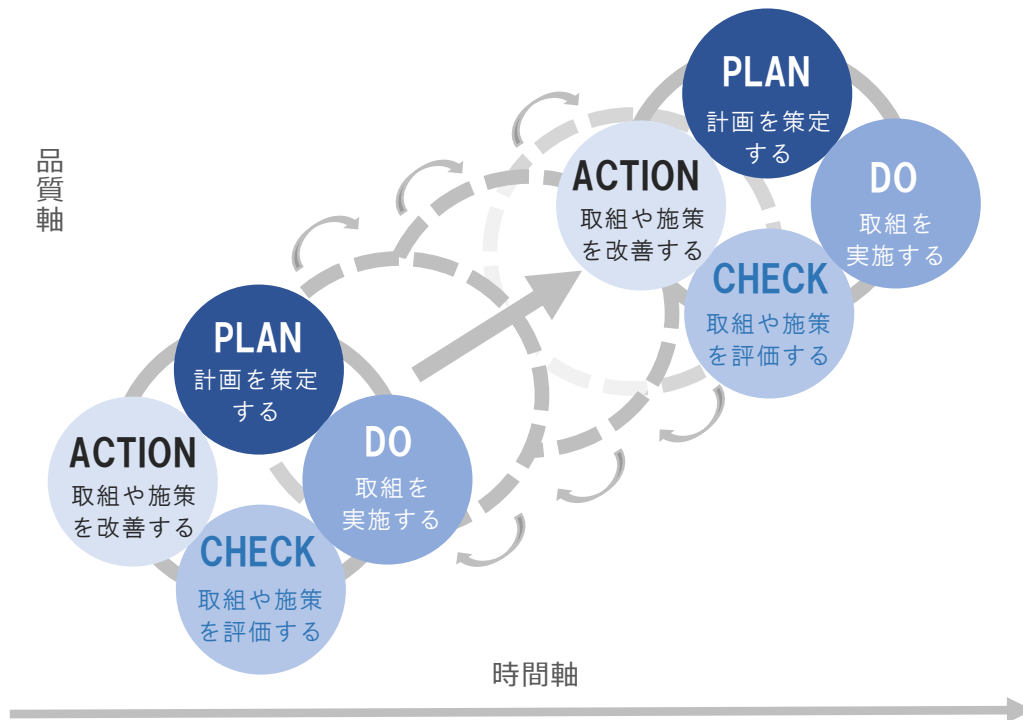 品質軸
PLAN
計画を策定
する
DO
取組を
実施する
ACTION
取組や施策
を改善する
CHECK
取組や施策
を評価する
PLAN
計画を策定
する
DO
取組を
実施する
ACTION
取組や施策
を改善する
CHECK
取組や施策
を評価する
時間軸